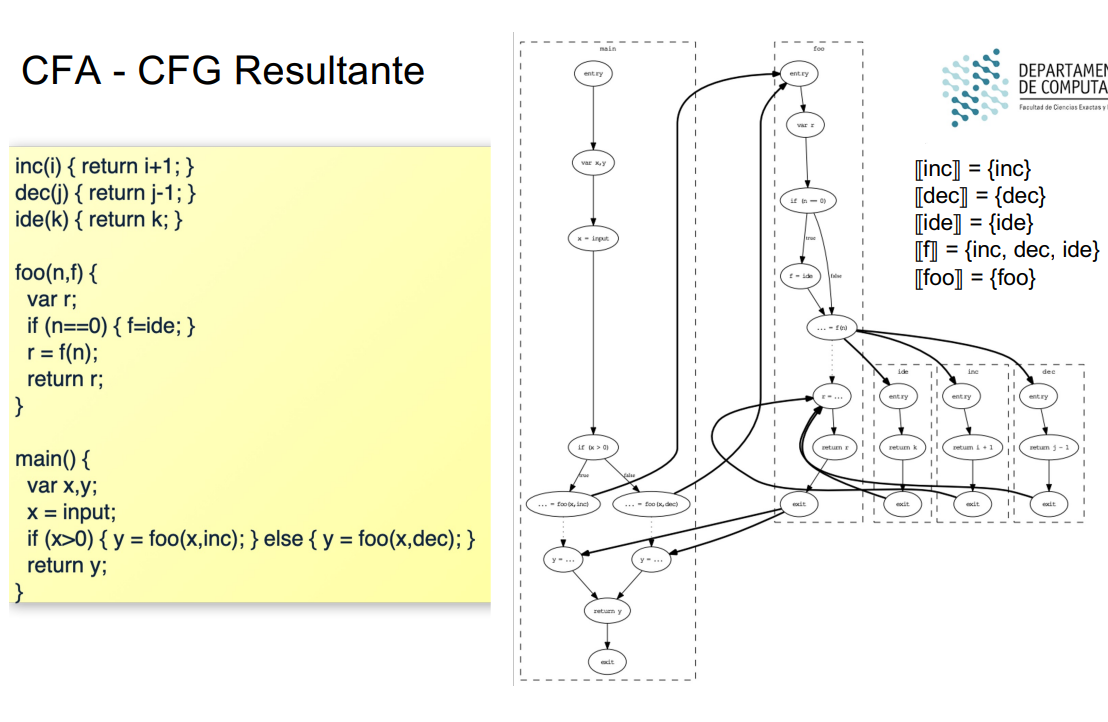 CFA - CFG Resultante
inc(i) { return i+1; }
dec(j) { return j-1; }
ide(k) { return k; }
foo(n,f) {
var r;
if (n==0) { f=ide; }
r = f(n);
return r;
}
main() {
var x,y;
x = input;
if (x>0) { y = foo(x,inc); } else { y = foo(x,dec); }
return y;
}
main
entry
var x,y
x = input
if (x > 0)
true
false
... = foo(x,inc)
... = foo(x,dec)
y = ...
y = ...
return y
exit
foo
entry
var r
if (n == 0)
true
false
f = ide
... = f(n)
r = ...
return r
exit
ide
entry
return k
exit
inc
entry
return i + 1
exit
dec
entry
return j - 1
exit
DEPARTAMEN
DE COMPUTA
Facultad de Ciencias Exactas y
⟦inc⟧ = {inc}
⟦dec⟧ = {dec}
⟦ide⟧ = {ide}
⟦f⟧ = {inc, dec, ide}
⟦foo⟧ = {foo}